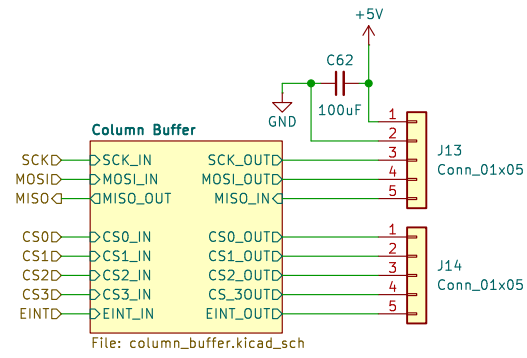 +5V
C62
100uF
GND
Column Buffer
1
2
3
4
5
J13
Conn_01x05
SCK SCK_IN SCK_OUT
MOSI MOSI_IN MOSI_OUT
MISO MISO_OUT MISO_IN
CS0 CS0_IN CS0_OUT
CS1 CS1_IN CS1_OUT
CS2 CS2_IN CS2_OUT
CS3 CS3_IN CS_3OUT
EINT EINT_IN EINT_OUT
1
2
3
4
5
J14
Conn_01x05
File: column_buffer.kicad_sch